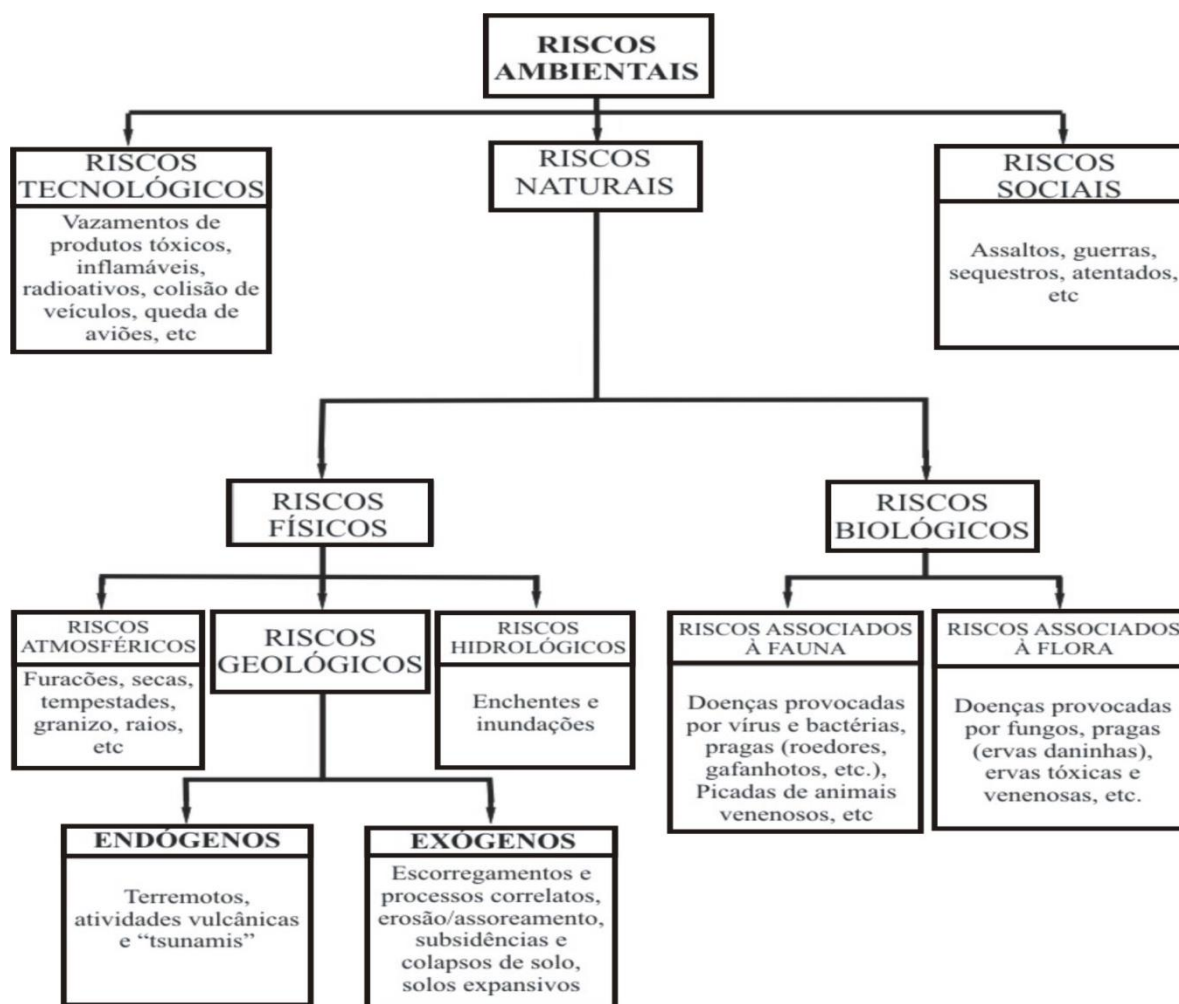 RISCOS
AMBIENTAIS
RISCOS
TECNOLÓGICOS
Vazamentos de
produtos tóxicos,
inflamáveis,
radioativos, colisão de
veículos, queda de
aviões, etc
RISCOS
NATURAIS
RISCOS
SOCIAIS
Assaltos, guerras,
sequestros, atentados,
etc
RISCOS
FÍSICOS
RISCOS
BIOLÓGICOS
RISCOS
ATMOSFÉRICOS
Furacões, secas,
tempestades,
granizo, raios,
etc
RISCOS
GEOLÓGICOS
RISCOS
HIDROLÓGICOS
Enchentes e
inundações
RISCOS ASSOCIADOS
À FAUNA
Doenças provocadas
por vírus e bactérias,
pragas (roedores,
gafanhotos, etc.),
Picadas de animais
venenosos, etc
RISCOS ASSOCIADOS
À FLORA
Doenças provocadas
por fungos, pragas
(ervas daninhas),
ervas tóxicas e
venenosas, etc.
ENDÓGENOS
Terremotos,
atividades vulcânicas
e “tsunamis”
EXÓGENOS
Escorregamentos e
processos correlatos,
erosão/assoreamento,
subsidências e
colapsos de solo,
solos expansivos